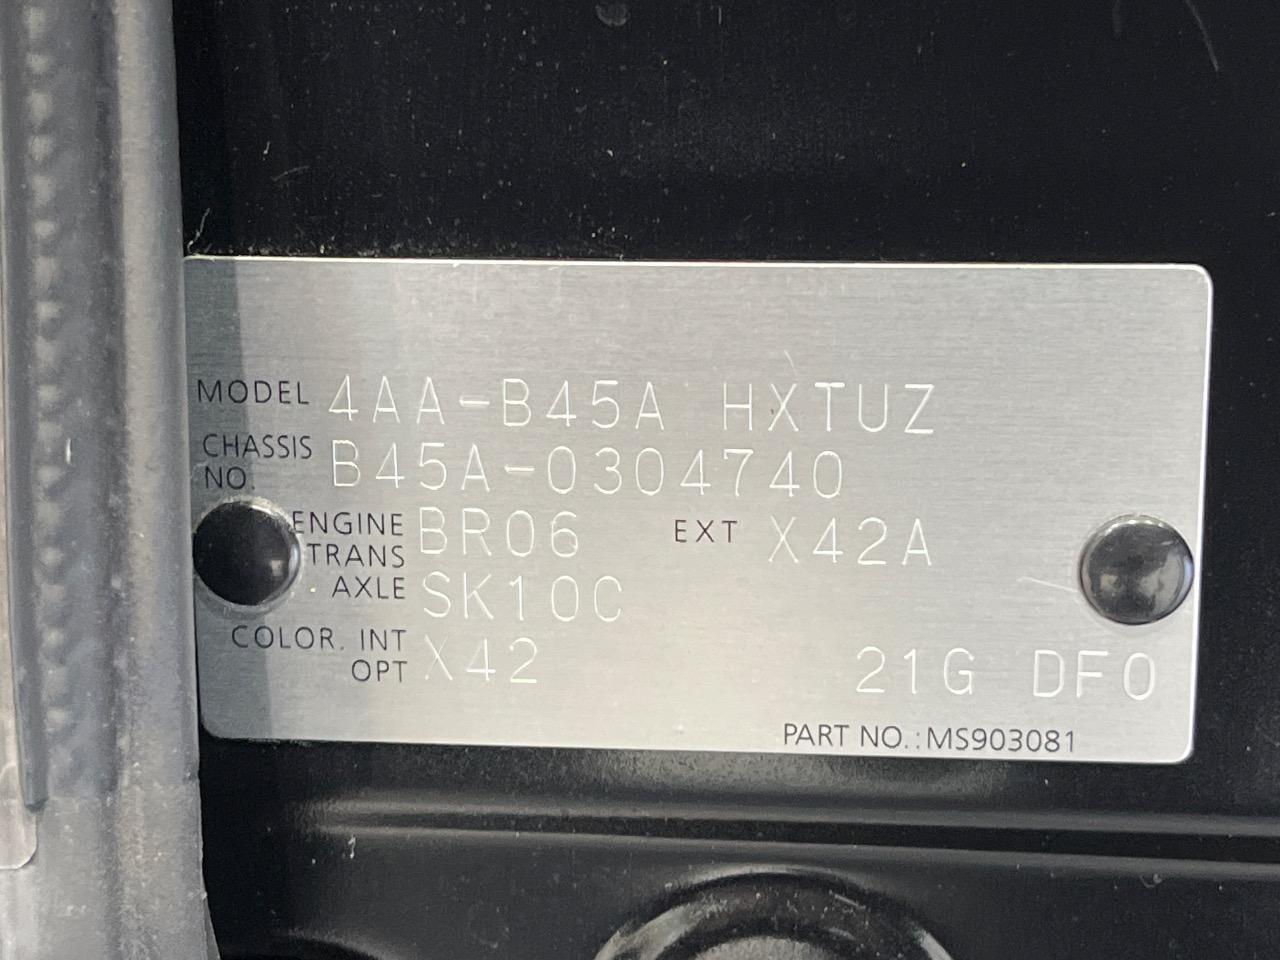 MODEL 4AA-B45A HXTUZ
CHASSIS NO. B45A-0304740
ENGINE BR06 EXT X42A
TRANS AXLE SK10C
COLOR. INT X42
OPT 21G DF0
PART NO.:MS903081